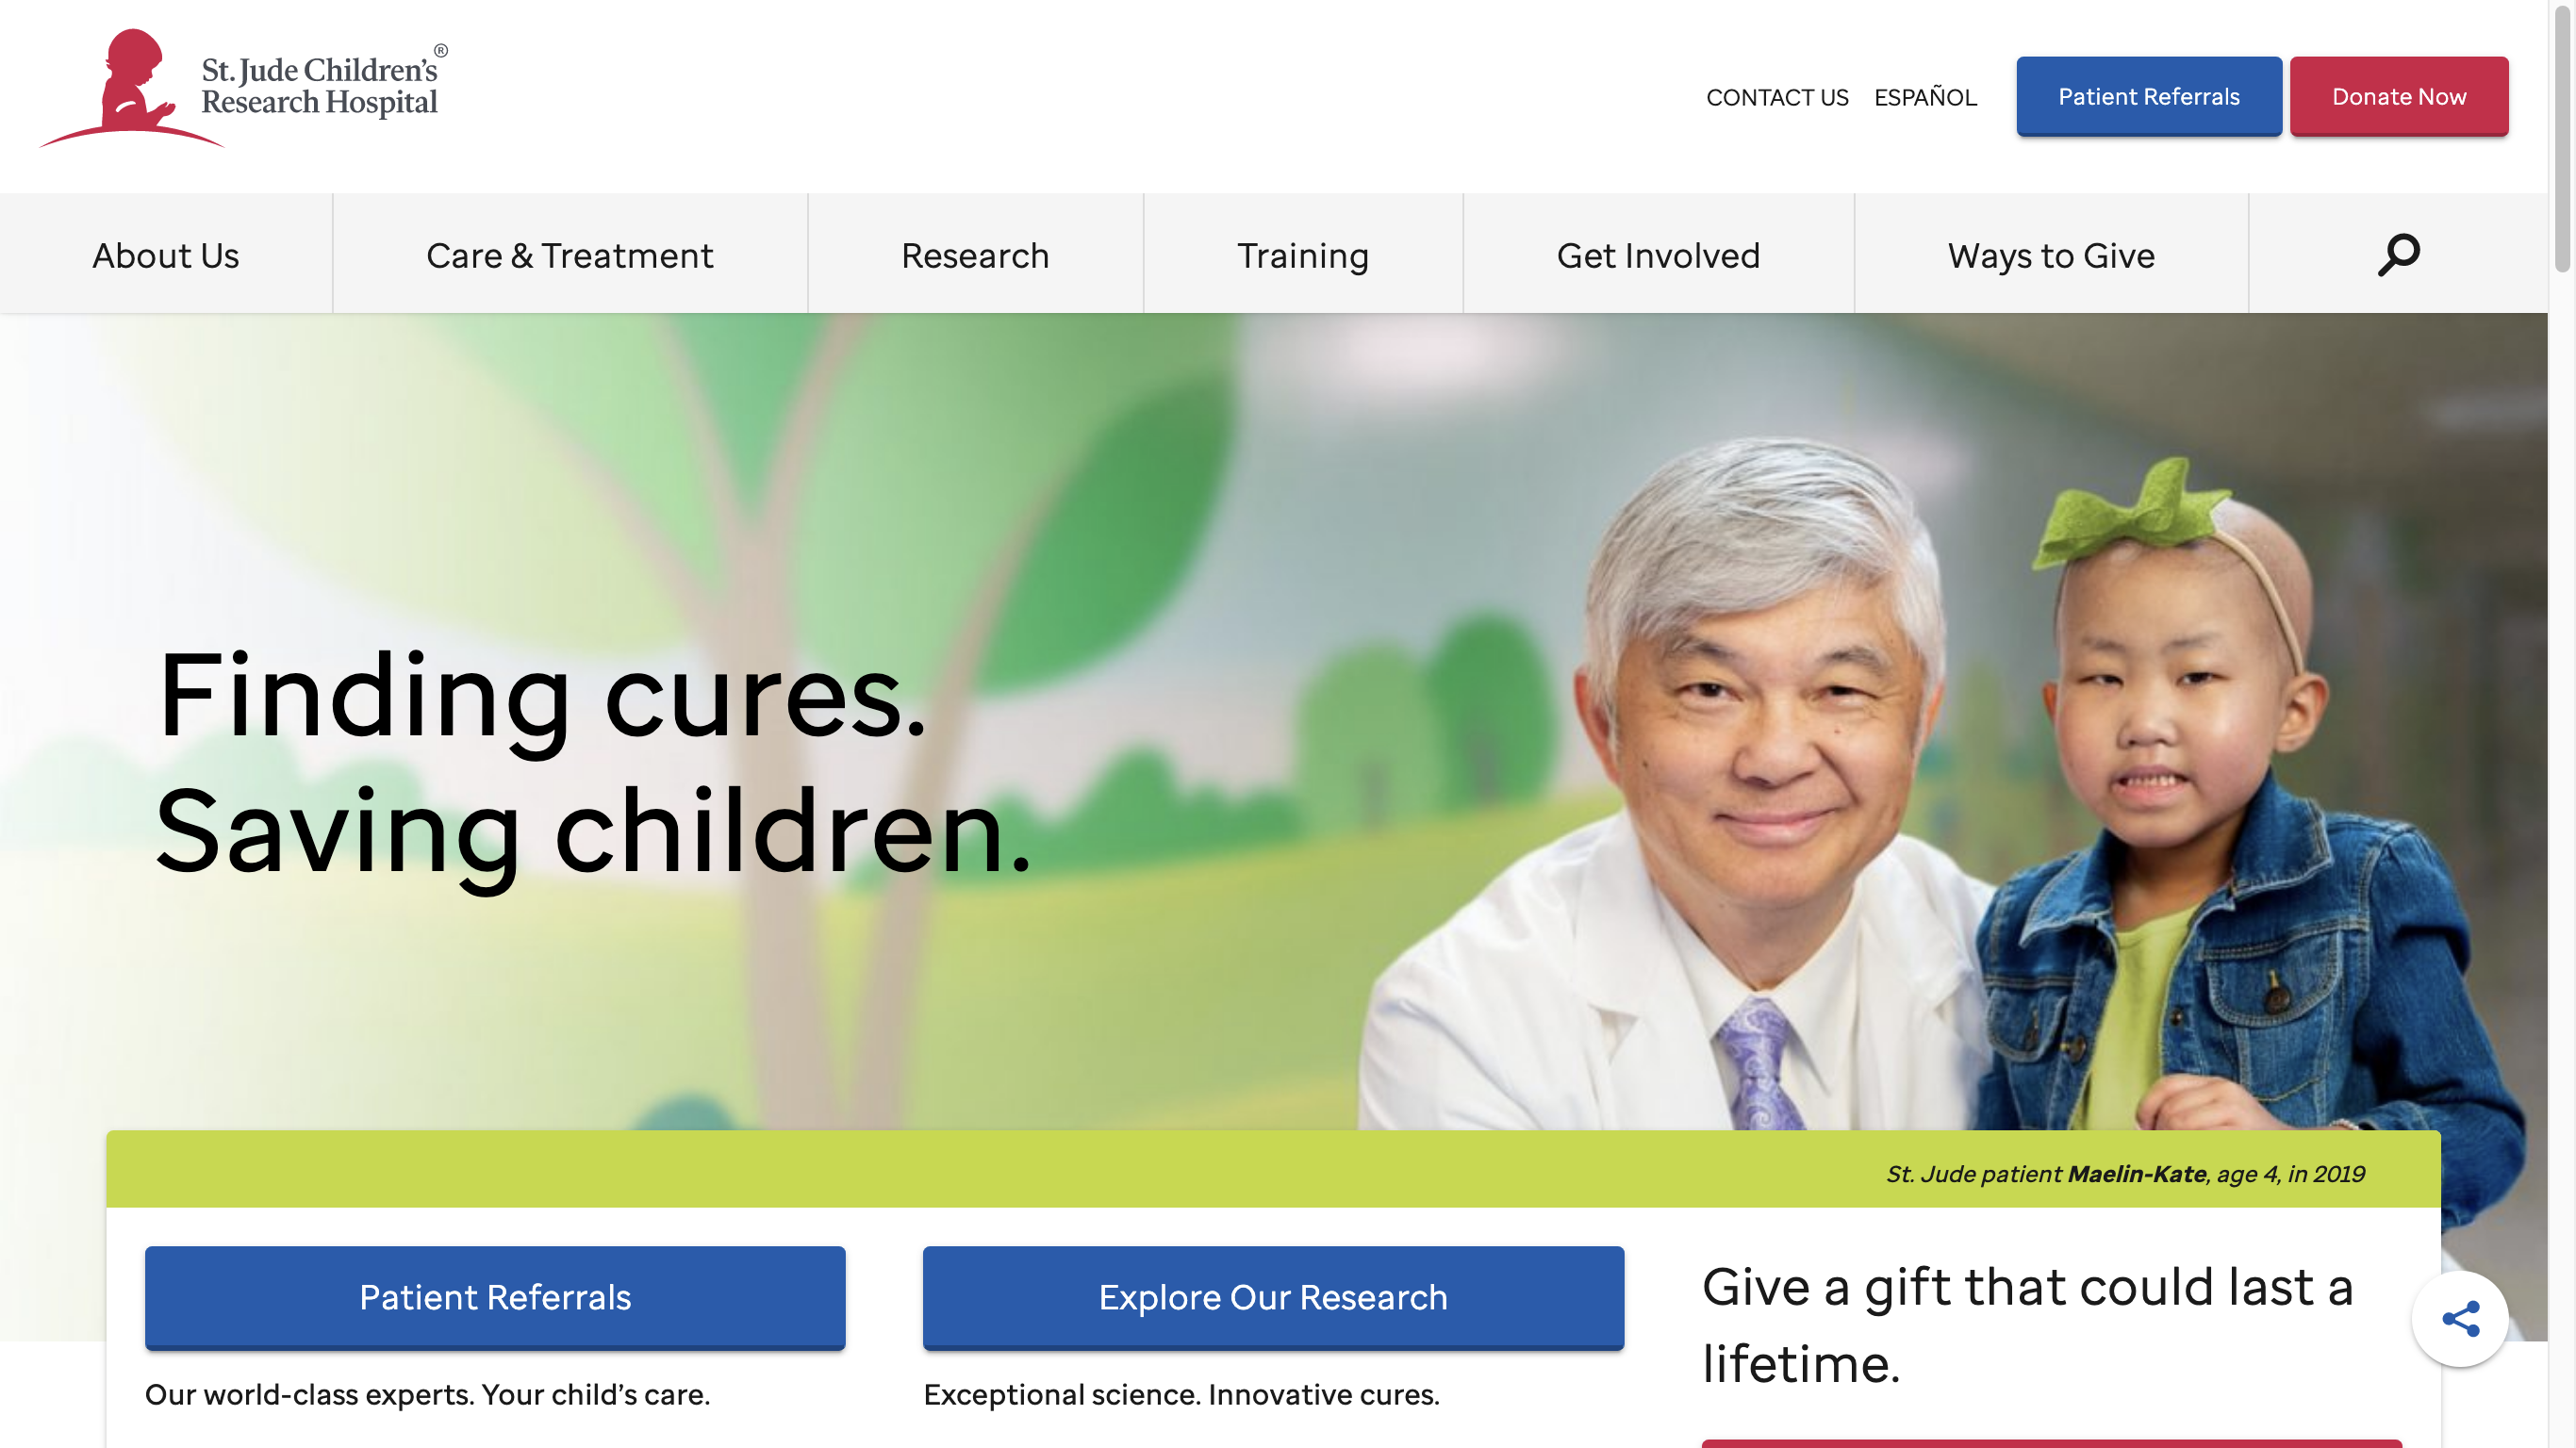 St. Jude Children's®
Research Hospital
CONTACT US
ESPAÑOL
Patient Referrals
Donate Now
About Us
Care & Treatment
Research
Training
Get Involved
Ways to Give
Finding cures.
Saving children.
St. Jude patient Maelin-Kate, age 4, in 2019
Patient Referrals
Our world-class experts. Your child’s care.
Explore Our Research
Exceptional science. Innovative cures.
Give a gift that could last a
lifetime.